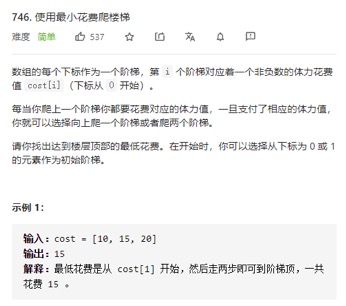 746. 使用最小花费爬楼梯
难度 简单 537
数组的每个下标作为一个阶梯，第 i 个阶梯对应着一个非负数的体力花费
值 cost[i]（下标从 0 开始）。
每当你爬上一个阶梯你都要花费对应的体力值，一旦支付了相应的体力值，
你就可以选择向上爬一个阶梯或者爬两个阶梯。
请你找出达到楼层顶部的最低花费。在开始时，你可以选择从下标为 0 或 1
的元素作为初始阶梯。
示例 1：
输入：cost = [10, 15, 20]
输出：15
解释：最低花费是从 cost[1] 开始，然后走两步即可到阶梯顶，一共
花费 15 。